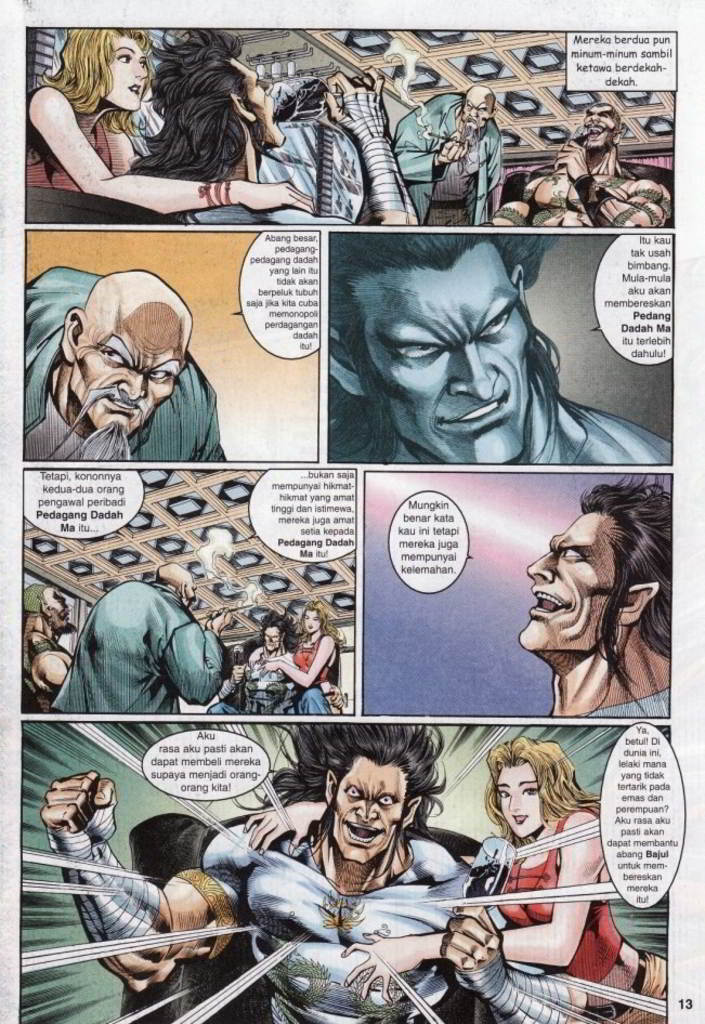 Mereka berdua pun
minum-minum sambil
ketawa berdekah-
dekah.
Abang besar,
pedagang-
pedagang dadah
yang lain itu
tidak akan
berpeluk tubuh
saja jika kita cuba
memonopoli
perdagangan
dadah
itu!
Itu kau
tak usah
bimbang.
Mula-mula
aku akan
membereskan
Pedang
Dadah Ma
itu terlebih
dahulu!
Tetapi, kononnya
kedua-dua orang
pengawal peribadi
Pedagang Dadah
Ma itu...
...bukan saja
mempunyai hikmat-
hikmat yang amat
tinggi dan istimewa,
mereka juga amat
setia kepada
Pedagang Dadah
Ma itu!
Mungkin
benar kata
kau ini tetapi
mereka juga
mempunyai
kelemahan.
Aku
rasa aku pasti akan
dapat membeli mereka
supaya menjadi orang-
orang kita!
Ya,
betul! Di
dunia ini,
lelaki mana
yang tidak
tertarik pada
emas dan
perempuan?
Aku rasa aku
pasti akan
dapat membantu
abang Bajul
untuk mem-
bereskan
mereka
itu!
13